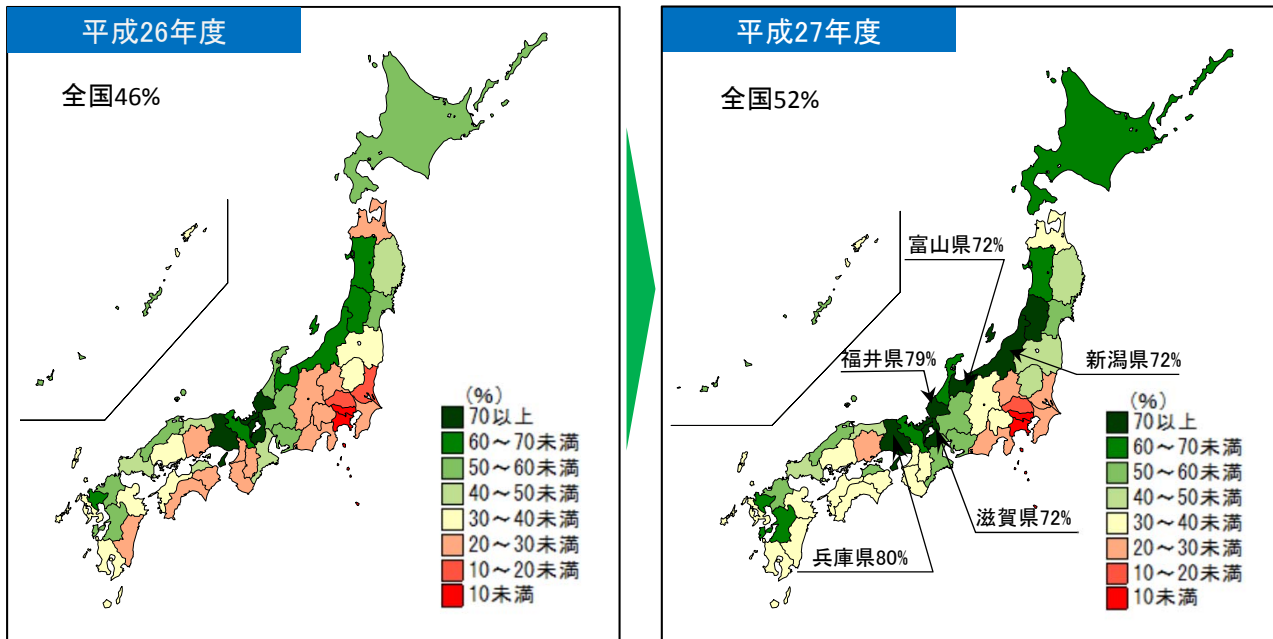 平成26年度
全国46%
(%)
70以上
60～70未満
50～60未満
40～50未満
30～40未満
20～30未満
10～20未満
10未満
平成27年度
全国52%
富山県72%
福井県79%
新潟県72%
滋賀県72%
兵庫県80%
(%)
70以上
60～70未満
50～60未満
40～50未満
30～40未満
20～30未満
10～20未満
10未満